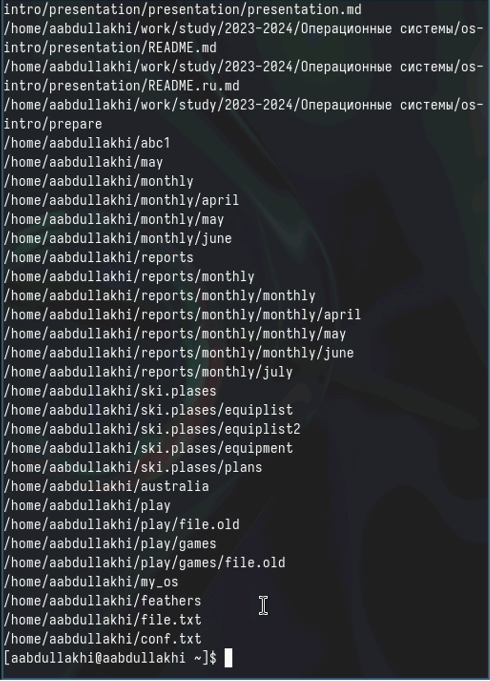 intro/presentation/presentation/presentation.md
/home/aabdullakhi/work/study/2023-2024/Операционные системы/os-
intro/presentation/README.md
/home/aabdullakhi/work/study/2023-2024/Операционные системы/os-
intro/presentation/README.ru.md
/home/aabdullakhi/work/study/2023-2024/Операционные системы/os-
intro/prepare
/home/aabdullakhi/abc1
/home/aabdullakhi/may
/home/aabdullakhi/monthly
/home/aabdullakhi/monthly/april
/home/aabdullakhi/monthly/may
/home/aabdullakhi/monthly/june
/home/aabdullakhi/reports
/home/aabdullakhi/reports/monthly
/home/aabdullakhi/reports/monthly/monthly
/home/aabdullakhi/reports/monthly/monthly/april
/home/aabdullakhi/reports/monthly/monthly/may
/home/aabdullakhi/reports/monthly/monthly/june
/home/aabdullakhi/reports/monthly/july
/home/aabdullakhi/ski.plases
/home/aabdullakhi/ski.plases/equiplist
/home/aabdullakhi/ski.plases/equiplist2
/home/aabdullakhi/ski.plases/equipment
/home/aabdullakhi/ski.plases/plans
/home/aabdullakhi/australia
/home/aabdullakhi/play
/home/aabdullakhi/play/file.old
/home/aabdullakhi/play/games
/home/aabdullakhi/play/games/file.old
/home/aabdullakhi/my_os
/home/aabdullakhi/feathers
/home/aabdullakhi/file.txt
/home/aabdullakhi/conf.txt
[aabdullakhi@aabdullakhi ~]$